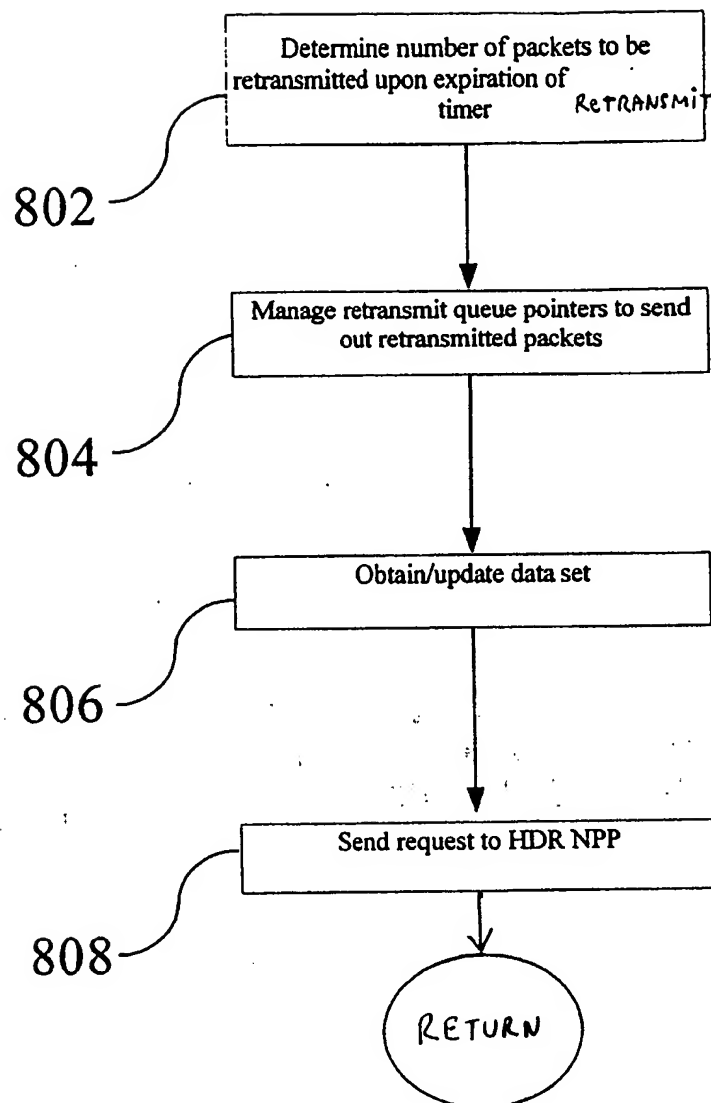 Determine number of packets to be
retransmitted upon expiration of
timer RETRANSMIT
802
Manage retransmit queue pointers to send
out retransmitted packets
804
Obtain/update data set
806
Send request to HDR NPP
808
RETURN